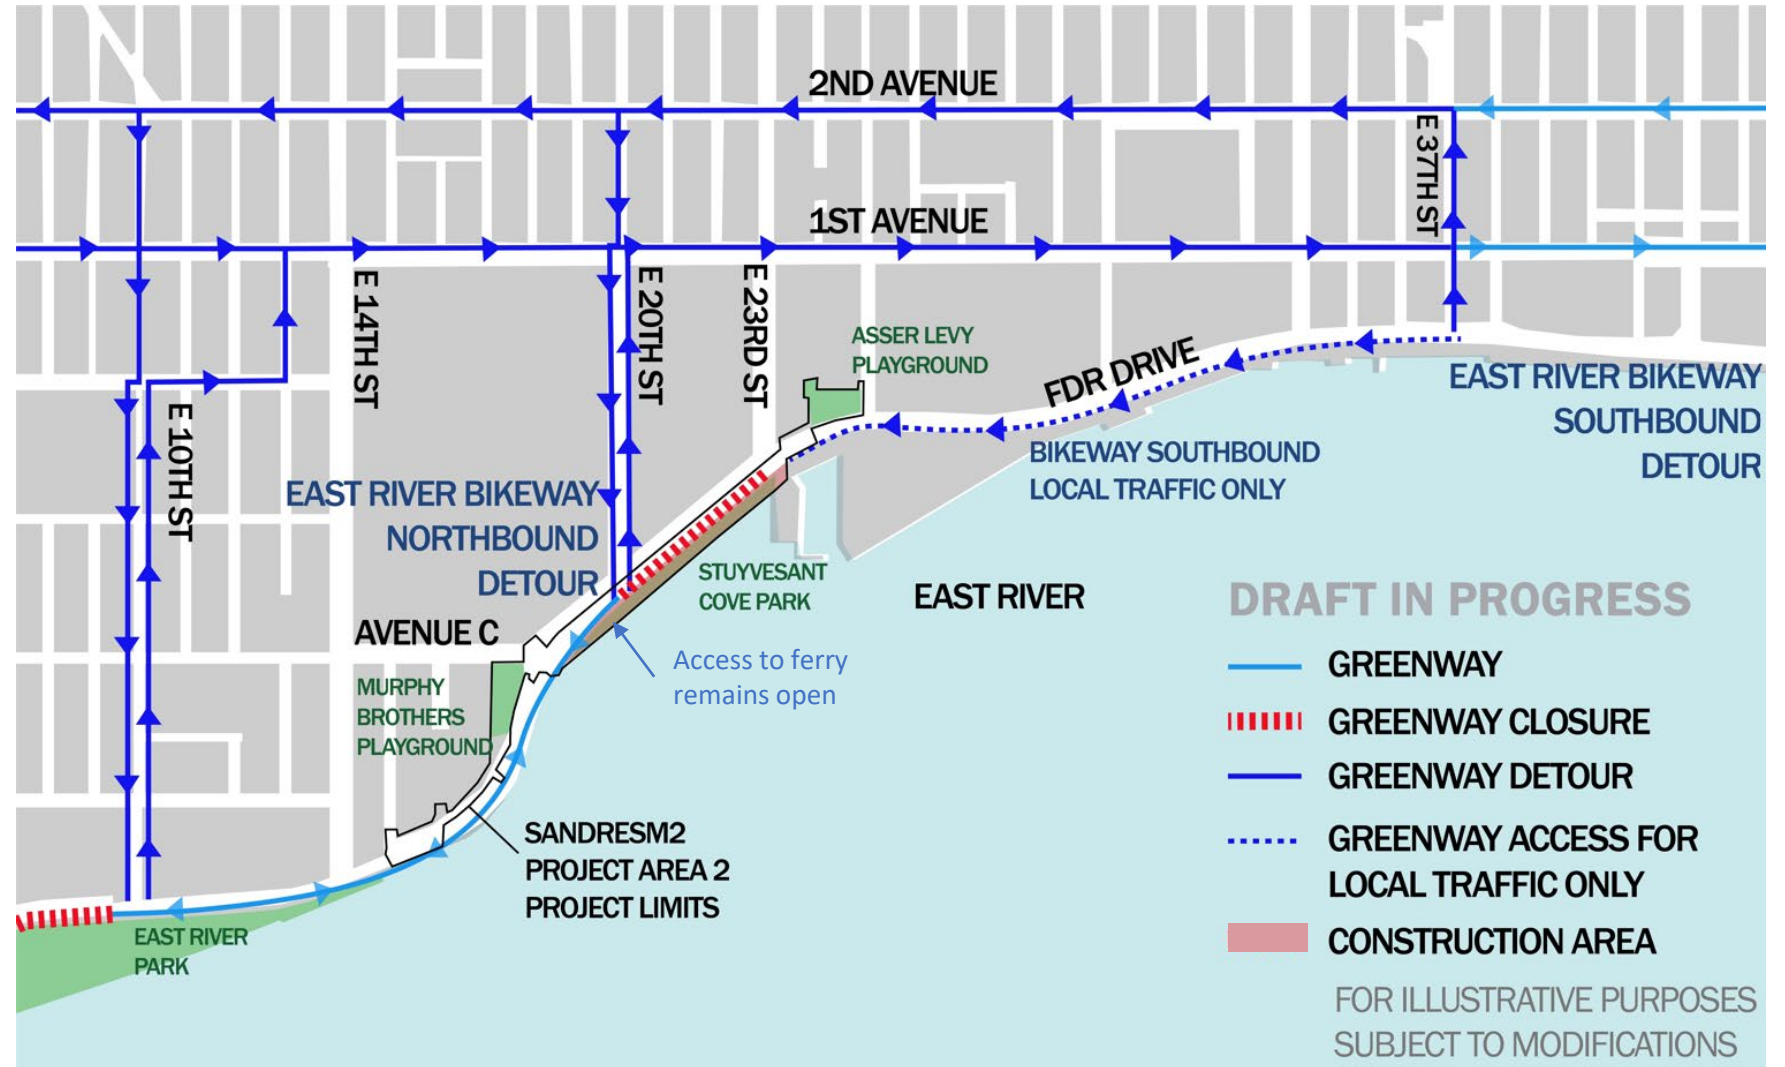 2ND AVENUE
E 37TH ST
1ST AVENUE
E 14TH ST
E 20TH ST
E 23RD ST
ASSER LEVY
PLAYGROUND
FDR DRIVE
EAST RIVER BIKEWAY
SOUTHBOUND
DETOUR
E 10TH ST
BIKEWAY SOUTHBOUND
LOCAL TRAFFIC ONLY
EAST RIVER BIKEWAY
NORTHBOUND
DETOUR
STUYVESANT
COVE PARK
EAST RIVER
AVENUE C
Access to ferry
remains open
MURPHY
BROTHERS
PLAYGROUND
SANDRESM2
PROJECT AREA 2
PROJECT LIMITS
EAST RIVER
PARK
DRAFT IN PROGRESS
GREENWAY
GREENWAY CLOSURE
GREENWAY DETOUR
GREENWAY ACCESS FOR
LOCAL TRAFFIC ONLY
CONSTRUCTION AREA
FOR ILLUSTRATIVE PURPOSES
SUBJECT TO MODIFICATIONS